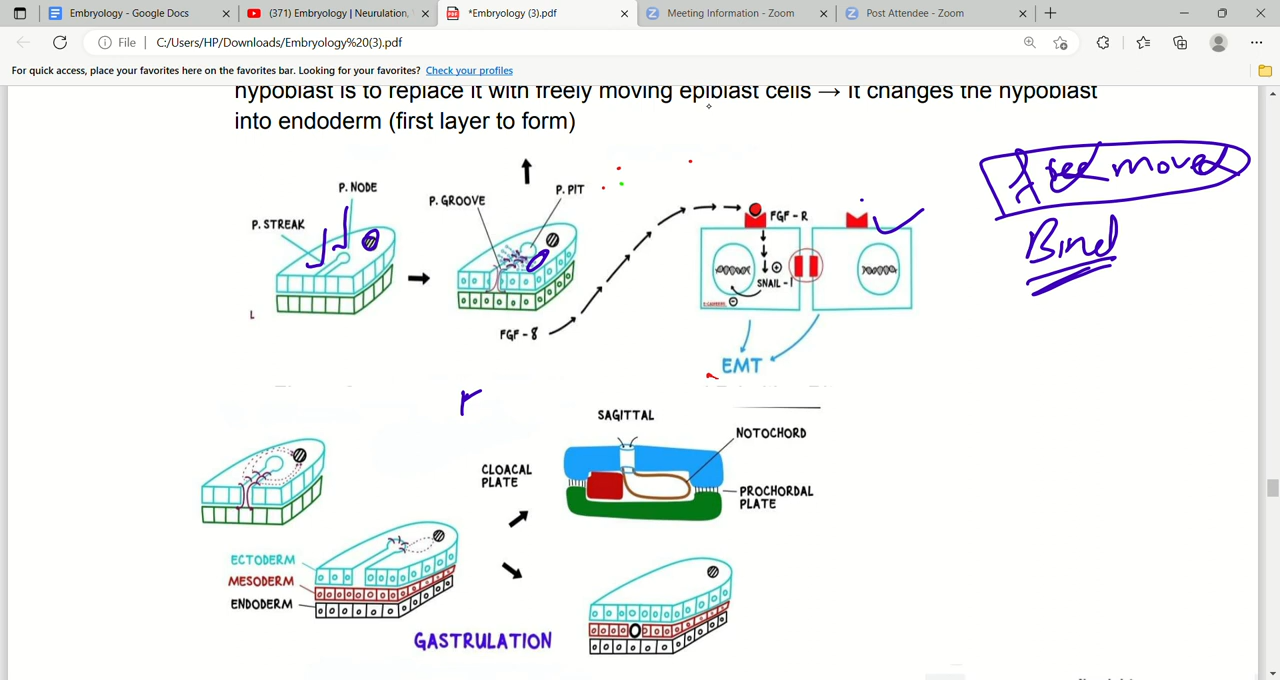 Embryology - Google Docs
(371) Embryology | Neurulation,
*Embryology (3).pdf
Meeting Information - Zoom
Post Attendee - Zoom
File
C:/Users/HP/Downloads/Embryology%20(3).pdf
For quick access, place your favorites here on the favorites bar. Looking for your favorites? Check your profiles
hypoblast is to replace it with freely moving epiblast cells → It changes the hypoblast
into endoderm (first layer to form)
moved
Bind
P. NODE
P. STREAK
P. GROOVE
P. PIT
FGF-8
FGF-R
SNAIL-1
EMT
SAGITTAL
NOTOCHORD
CLOACAL
PLATE
PROCHORDAL
PLATE
ECTODERM
MESODERM
ENDODERM
GASTRULATION